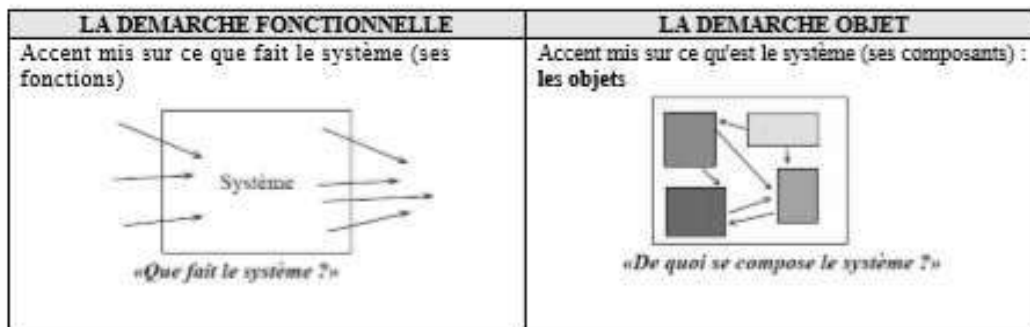 LA DEMARCHE FONCTIONNELLE
Accent mis sur ce que fait le système (ses
fonctions)
Système
«Que fait le système ?»
LA DEMARCHE OBJET
Accent mis sur ce qu'est le système (ses composants) :
les objets
«De quoi se compose le système ?»